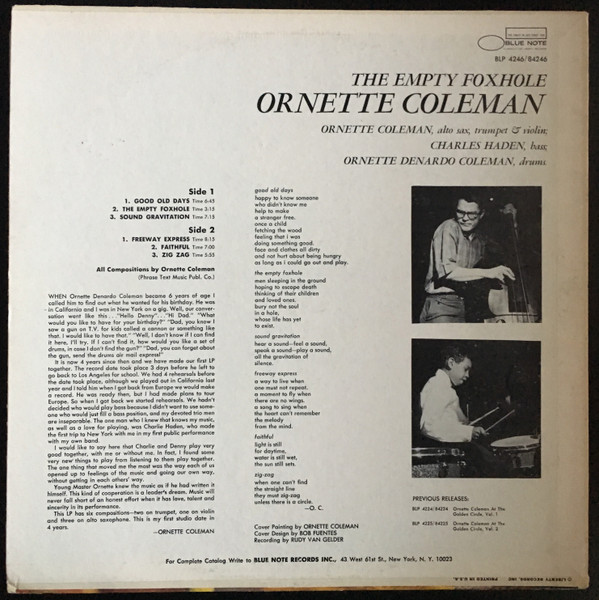 BLUE NOTE
BLP 4246/84246
THE EMPTY FOXHOLE
ORNETTE COLEMAN
ORNETTE COLEMAN, alto sax, trumpet & violin;
CHARLES HADEN, bass;
ORNETTE DENARDO COLEMAN, drums.
Side 1
1. GOOD OLD DAYS Time 6:45
2. THE EMPTY FOXHOLE Time 3:15
3. SOUND GRAVITATION Time 7:15
Side 2
1. FREEWAY EXPRESS Time 8:15
2. FAITHFUL Time 7:00
3. ZIG ZAG Time 5:55
All Compositions by Ornette Coleman
(Phrase Text Music Publ. Co.)
WHEN Ornette Denardo Coleman became 6 years of age I
called him to find out what he wanted for his birthday. He was
in California and I was in New York on a gig. Well, our conver-
sation went like this . . "Hello Denny". . ."Hi Dad." "What
would you like to have for your birthday?" "Dad, you know I
saw a gun on T.V. for kids called a cannon or something like
that. I would like to have that." "Well, I don't know if I can find
it here, I'll try. If I can't find it, how would you like a set of
drums, in case I don't find the gun?" "Dad, you can forget about
the gun, send the drums air mail express!"
It is now 4 years since then and we have made our first LP
together. The record date took place 3 days before he left to go
back to Los Angeles for school. We had 4 rehearsals before
the date took place, although we played out in California last
year and I told him when I got back from Europe we would make
a record. He was ready then, but I had made plans to tour
Europe. So when I got back we started rehearsals. We hadn't
decided who would play bass because I didn't want to use some-
one who would just fill a bass position, and my devoted trio men
are inseparable. The one man who I knew that knows my music,
as well as a love for playing, was Charlie Haden, who made
the first trip to New York with me in my first public performance
with my own band.
I would like to say here that Charlie and Denny play very
good together, with me or without me. In fact, I found some
very new things to play from listening to them play together.
The one thing that moved me the most was the way each of us
opened up to feelings of the music and going our own way,
without getting in each others' way.
Young Master Ornette knew the music as if he had written it
himself. This kind of cooperation is a leader's dream. Music will
never fall short of an honest effort when it has love, talent and
sincerity in its performance.
This LP has six compositions—two on trumpet, one on violin
and three on alto saxophone. This is my first studio date in
4 years.
—ORNETTE COLEMAN
good old days
happy to know someone
who didn't know me
help to make
a stranger free.
once a child
fetching the wood
feeling that i was
doing something good.
face and clothes all dirty
and not hurt about being hungry
as long as i could go out and play.
the empty foxhole
men sleeping in the ground
hoping to escape death
thinking of their children
and loved ones.
bury not the soul
in a hole,
whose life has yet
to exist.
sound gravitation
hear a sound—feel a sound,
speak a sound—play a sound,
all the gravitation of
silence.
freeway express
a way to live when
one must not repeat.
a moment to fly when
there are no wings.
a song to sing when
the heart can't remember
the melody
from the mind.
faithful
light is still
for daytime,
water is still wet,
the sun still sets.
zig-zag
when one can't find
the straight line
they must zig-zag
unless there is a circle.
—O. C.
Cover Painting by ORNETTE COLEMAN
Cover Design by BOB FUENTES
Recording by RUDY VAN GELDER
PREVIOUS RELEASES:
BLP 4224/84224 Ornette Coleman At The
Golden Circle, Vol. 1
BLP 4225/84225 Ornette Coleman At The
Golden Circle, Vol. 2
For Complete Catalog Write to BLUE NOTE RECORDS INC., 43 West 61st St., New York, N. Y. 10023